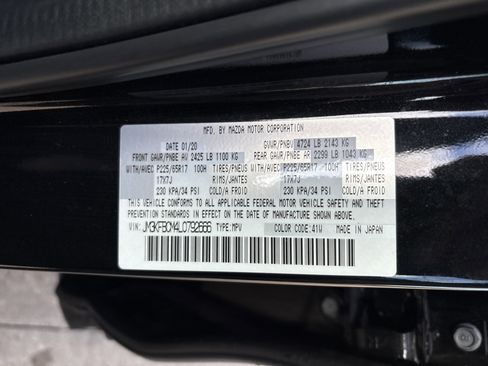 MFD. BY MAZDA MOTOR CORPORATION
DATE 01/20 GVWR/PNBV 4724 LB 2143 KG
FRONT GAWR/PNBE AV 2425 LB 1100 KG REAR GAWR/PNBE AR 2299 LB 1043 KG
WITH/AVEC P225/65R17 100H TIRES/PNEUS WITH/AVEC P225/65R17 100H TIRES/PNEUS
17X7J RIMS/JANTES 17X7J RIMS/JANTES
230 KPA/34 PSI COLD/A FROID 230 KPA/34 PSI COLD/A FROID
THIS VEHICLE CONFORMS TO ALL APPLICABLE FEDERAL MOTOR VEHICLE SAFETY, BUMPER, AND THEFT
PREVENTION STANDARDS IN EFFECT ON THE DATE OF MANUFACTURE SHOWN ABOVE.
VIN: JM3KFBCM4L0792666 TYPE:MPV COLOR CODE:41W MADE IN JAPAN